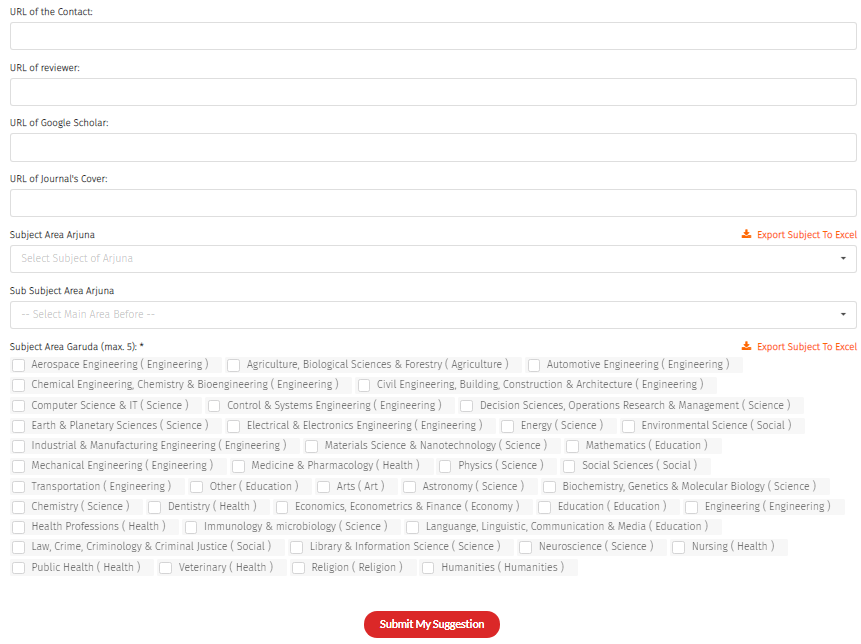 URL of the Contact:
URL of reviewer:
URL of Google Scholar:
URL of Journal's Cover:
Subject Area Arjuna Export Subject To Excel
Select Subject of Arjuna
Sub Subject Area Arjuna
-- Select Main Area Before --
Subject Area Garuda (max. 5): * Export Subject To Excel
Aerospace Engineering ( Engineering ) Agriculture, Biological Sciences & Forestry ( Agriculture ) Automotive Engineering ( Engineering )
Chemical Engineering, Chemistry & Bioengineering ( Engineering ) Civil Engineering, Building, Construction & Architecture ( Engineering )
Computer Science & IT ( Science ) Control & Systems Engineering ( Engineering ) Decision Sciences, Operations Research & Management ( Science )
Earth & Planetary Sciences ( Science ) Electrical & Electronics Engineering ( Engineering ) Energy ( Science ) Environmental Science ( Social )
Industrial & Manufacturing Engineering ( Engineering ) Materials Science & Nanotechnology ( Science ) Mathematics ( Education )
Mechanical Engineering ( Engineering ) Medicine & Pharmacology ( Health ) Physics ( Science ) Social Sciences ( Social )
Transportation ( Engineering ) Other ( Education ) Arts ( Art ) Astronomy ( Science ) Biochemistry, Genetics & Molecular Biology ( Science )
Chemistry ( Science ) Dentistry ( Health ) Economics, Econometrics & Finance ( Economy ) Education ( Education ) Engineering ( Engineering )
Health Professions ( Health ) Immunology & microbiology ( Science ) Languange, Linguistic, Communication & Media ( Education )
Law, Crime, Criminology & Criminal Justice ( Social ) Library & Information Science ( Science ) Neuroscience ( Science ) Nursing ( Health )
Public Health ( Health ) Veterinary ( Health ) Religion ( Religion ) Humanities ( Humanities )
Submit My Suggestion